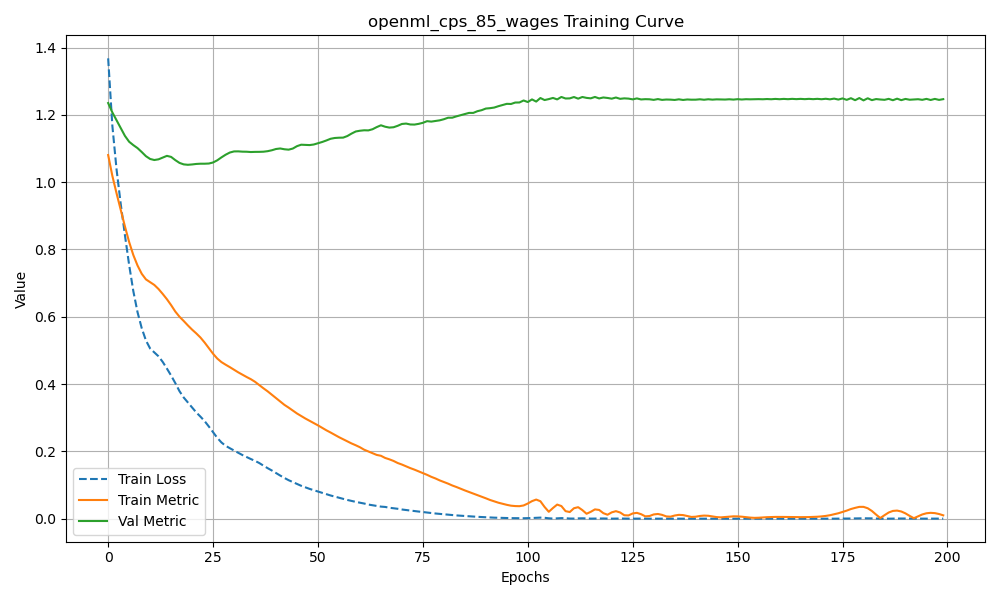 openml_cps_85_wages Training Curve
1.4
1.2
1.0
0.8
0.6
0.4
0.2
0.0
Value
Train Loss
Train Metric
Val Metric
0 25 50 75 100 125 150 175 200
Epochs